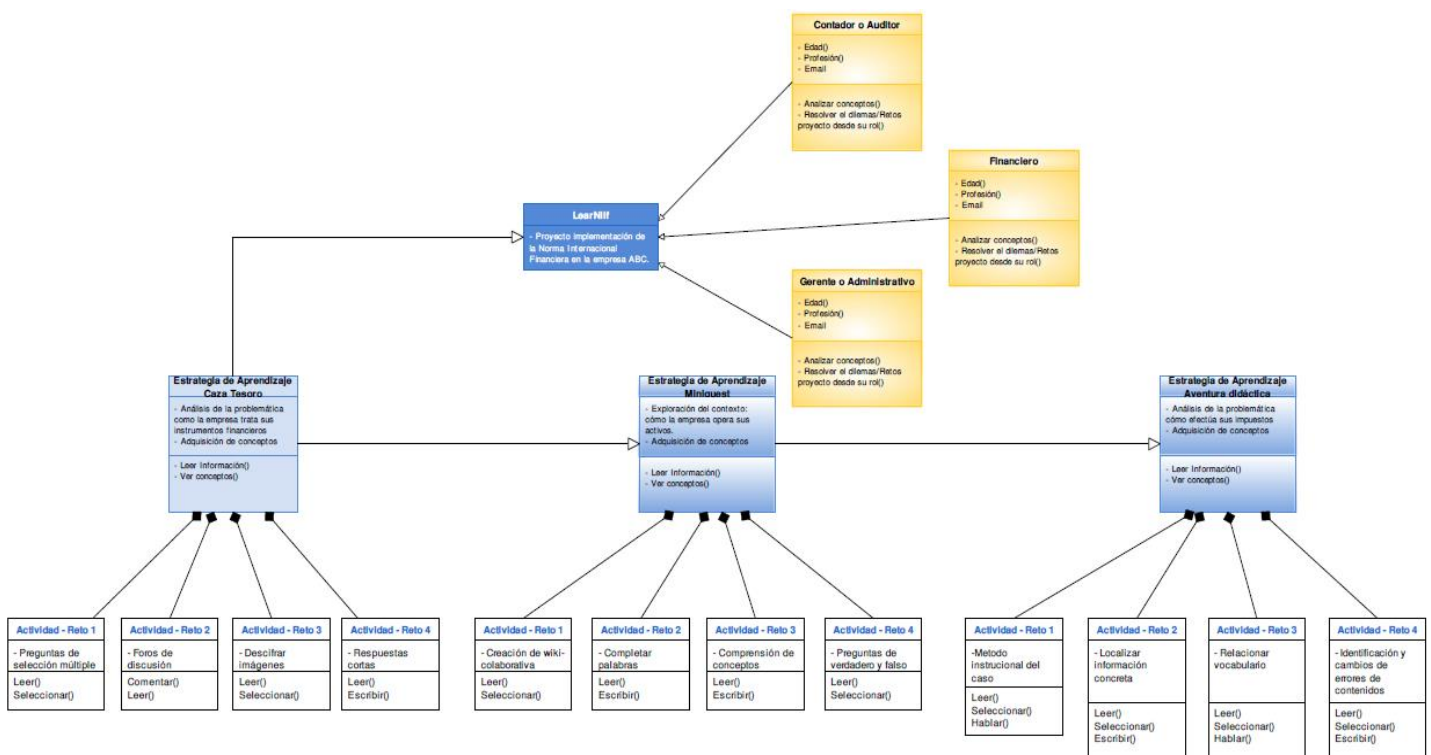 Contador o Auditor
- Edad()
- Profesión()
- Email
- Analizar conceptos()
- Resolver el dilemas/Retos
proyecto desde su rol()
Financiero
- Edad()
- Profesión()
- Email
- Analizar conceptos()
- Resolver el dilemas/Retos
proyecto desde su rol()
LearNIIf
- Proyecto implementación de
la Norma Internacional
Financiera en la empresa ABC.
Gerente o Administrativo
- Edad()
- Profesión()
- Email
- Analizar conceptos()
- Resolver el dilemas/Retos
proyecto desde su rol()
Estrategia de Aprendizaje
Caza Tesoro
- Análisis de la problemática
como la empresa trata sus
instrumentos financieros
- Adquisición de conceptos
- Leer Información()
- Ver conceptos()
Estrategia de Aprendizaje
Miniquest
- Exploración del contexto:
cómo la empresa opera sus
activos.
- Adquisición de conceptos
- Leer Información()
- Ver conceptos()
Estrategia de Aprendizaje
Aventura didáctica
- Análisis de la problemática
cómo efectúa sus impuestos
- Adquisición de conceptos
- Leer Información()
- Ver conceptos()
Actividad - Reto 1
- Preguntas de
selección múltiple
Leer()
Seleccionar()
Actividad - Reto 2
- Foros de
discusión
Comentar()
Leer()
Actividad - Reto 3
- Descifrar
imágenes
Leer()
Seleccionar()
Actividad - Reto 4
- Respuestas
cortas
Leer()
Escribir()
Actividad - Reto 1
- Creación de wiki-
colaborativa
Leer()
Seleccionar()
Actividad - Reto 2
- Completar
palabras
Leer()
Escribir()
Actividad - Reto 3
- Comprensión de
conceptos
Leer()
Escribir()
Actividad - Reto 4
- Preguntas de
verdadero y falso
Leer()
Seleccionar()
Actividad - Reto 1
-Metodo
instruccional del
caso
Leer()
Seleccionar()
Hablar()
Actividad - Reto 2
- Localizar
información
concreta
Leer()
Seleccionar()
Escribir()
Actividad - Reto 3
- Relacionar
vocabulario
Leer()
Seleccionar()
Hablar()
Actividad - Reto 4
- Identificación y
cambios de
errores de
contenidos
Leer()
Seleccionar()
Escribir()